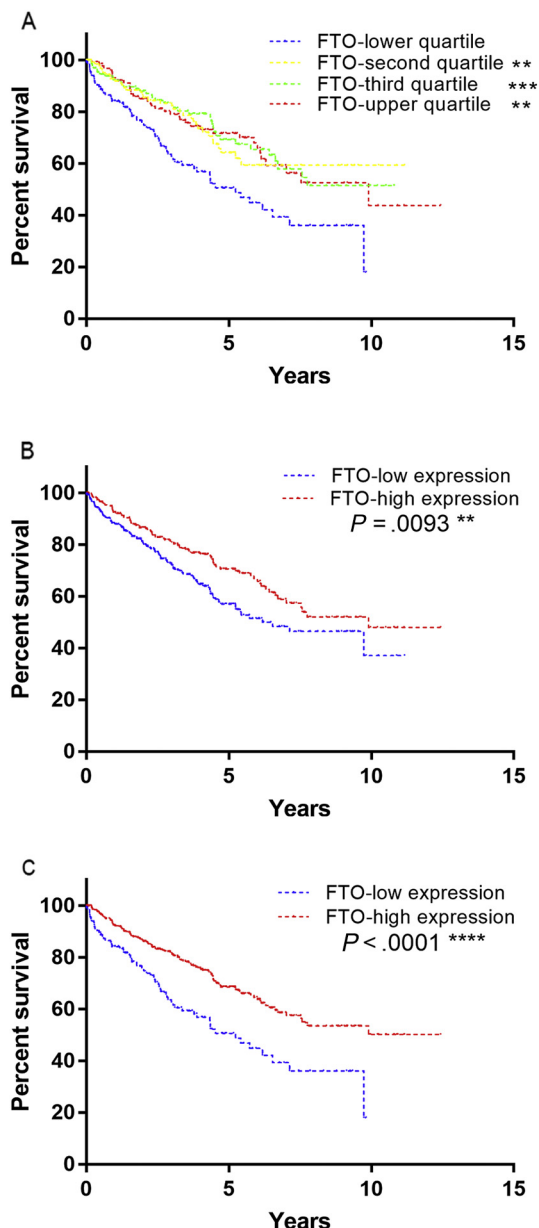 A
FTO-lower quartile
FTO-second quartile **
FTO-third quartile ***
FTO-upper quartile **
Percent survival
100
80
60
40
20
0
0 5 10 15
Years
B
FTO-low expression
FTO-high expression
P = .0093 **
Percent survival
100
80
60
40
20
0
0 5 10 15
Years
C
FTO-low expression
FTO-high expression
P < .0001 ****
Percent survival
100
80
60
40
20
0
0 5 10 15
Years